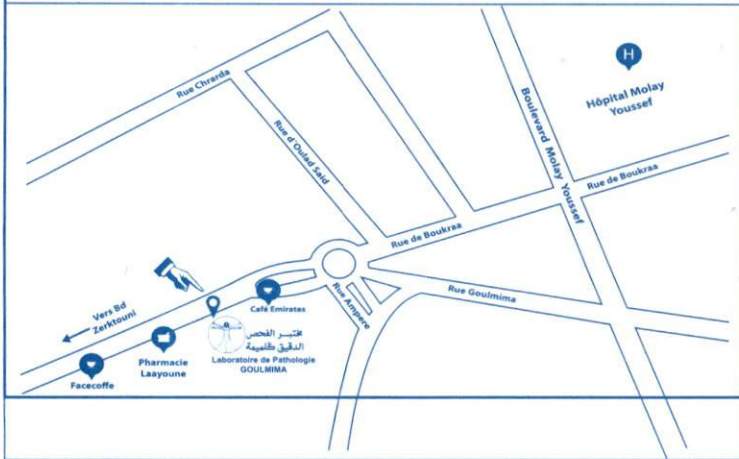 Rue Chrarda
H
Hôpital Molay
Youssef
Boulevard Molay Youssef
Rue d'Oulad Said
Rue de Boukraa
Rue de Boukraa
Rue Goulmima
Rue Ampere
Café Emirates
Vers Bd
Zerktouni
مختبر الفحص
الدقيق ڭلميمة
Laboratoire de Pathologie
GOULMIMA
Pharmacie
Laayoune
Facecoffe